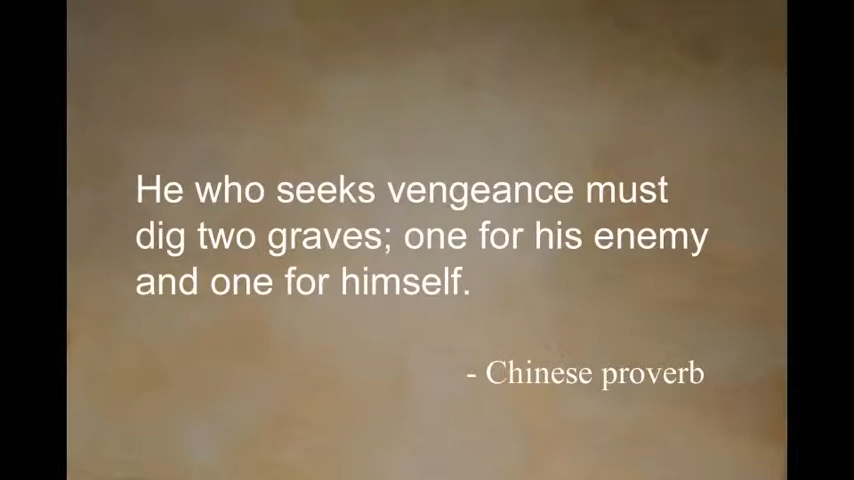 He who seeks vengeance must
dig two graves; one for his enemy
and one for himself.
- Chinese proverb